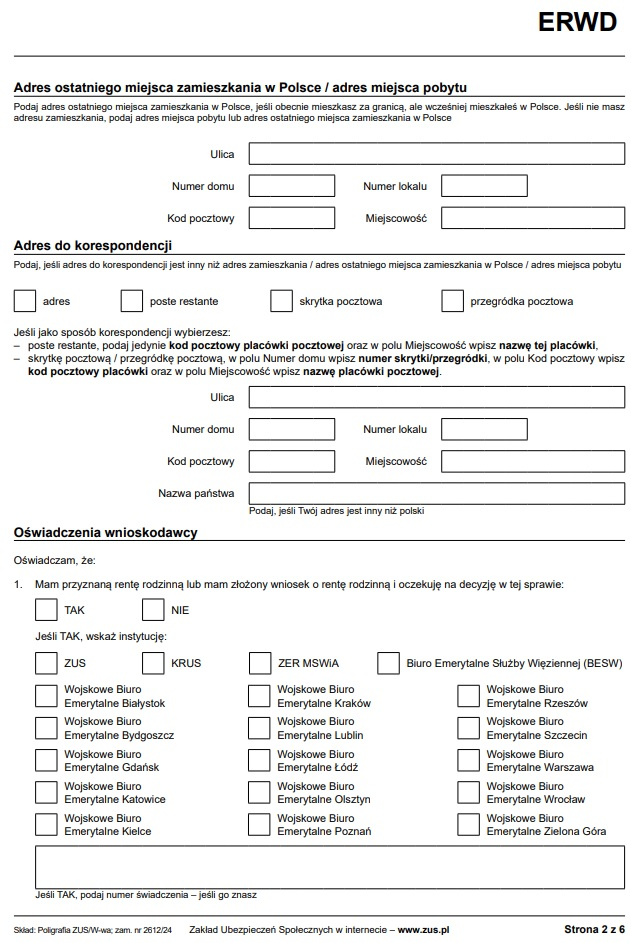 ERWD
Adres ostatniego miejsca zamieszkania w Polsce / adres miejsca pobytu
Podaj adres ostatniego miejsca zamieszkania w Polsce, jeśli obecnie mieszkasz za granicą, ale wcześniej mieszkałeś w Polsce. Jeśli nie masz
adresu zamieszkania, podaj adres miejsca pobytu lub adres ostatniego miejsca zamieszkania w Polsce
Ulica
Numer domu Numer lokalu
Kod pocztowy Miejscowość
Adres do korespondencji
Podaj, jeśli adres do korespondencji jest inny niż adres zamieszkania / adres ostatniego miejsca zamieszkania w Polsce / adres miejsca pobytu
adres poste restante skrytka pocztowa przegródka pocztowa
Jeśli jako sposób korespondencji wybierzesz:
– poste restante, podaj jedynie kod pocztowy placówki pocztowej oraz w polu Miejscowość wpisz nazwę tej placówki,
– skrytkę pocztową / przegródkę pocztową, w polu Numer domu wpisz numer skrytki/przegródki, w polu Kod pocztowy wpisz
kod pocztowy placówki oraz w polu Miejscowość wpisz nazwę placówki pocztowej.
Ulica
Numer domu Numer lokalu
Kod pocztowy Miejscowość
Nazwa państwa
Podaj, jeśli Twój adres jest inny niż polski
Oświadczenia wnioskodawcy
Oświadczam, że:
1. Mam przyznaną rentę rodzinną lub mam złożony wniosek o rentę rodzinną i oczekuję na decyzję w tej sprawie:
TAK NIE
Jeśli TAK, wskaż instytucję:
ZUS KRUS ZER MSWiA Biuro Emerytalne Służby Więziennej (BESW)
Wojskowe Biuro Wojskowe Biuro Wojskowe Biuro
Emerytalne Białystok Emerytalne Kraków Emerytalne Rzeszów
Wojskowe Biuro Wojskowe Biuro Wojskowe Biuro
Emerytalne Bydgoszcz Emerytalne Lublin Emerytalne Szczecin
Wojskowe Biuro Wojskowe Biuro Wojskowe Biuro
Emerytalne Gdańsk Emerytalne Łódź Emerytalne Warszawa
Wojskowe Biuro Wojskowe Biuro Wojskowe Biuro
Emerytalne Katowice Emerytalne Olsztyn Emerytalne Wrocław
Wojskowe Biuro Wojskowe Biuro Wojskowe Biuro
Emerytalne Kielce Emerytalne Poznań Emerytalne Zielona Góra
Jeśli TAK, podaj numer świadczenia – jeśli go znasz
Skład: Poligrafia ZUS/W-wa; zam. nr 2612/24 Zakład Ubezpieczeń Społecznych w internecie – www.zus.pl Strona 2 z 6